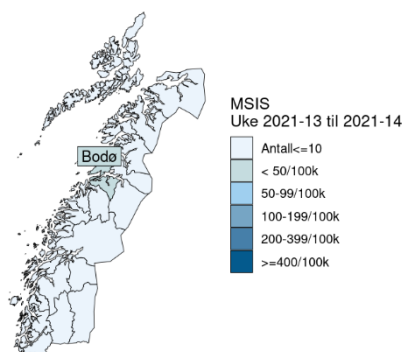 Bodø
MSIS
Uke 2021-13 til 2021-14
Antall<=10
< 50/100k
50-99/100k
100-199/100k
200-399/100k
>=400/100k